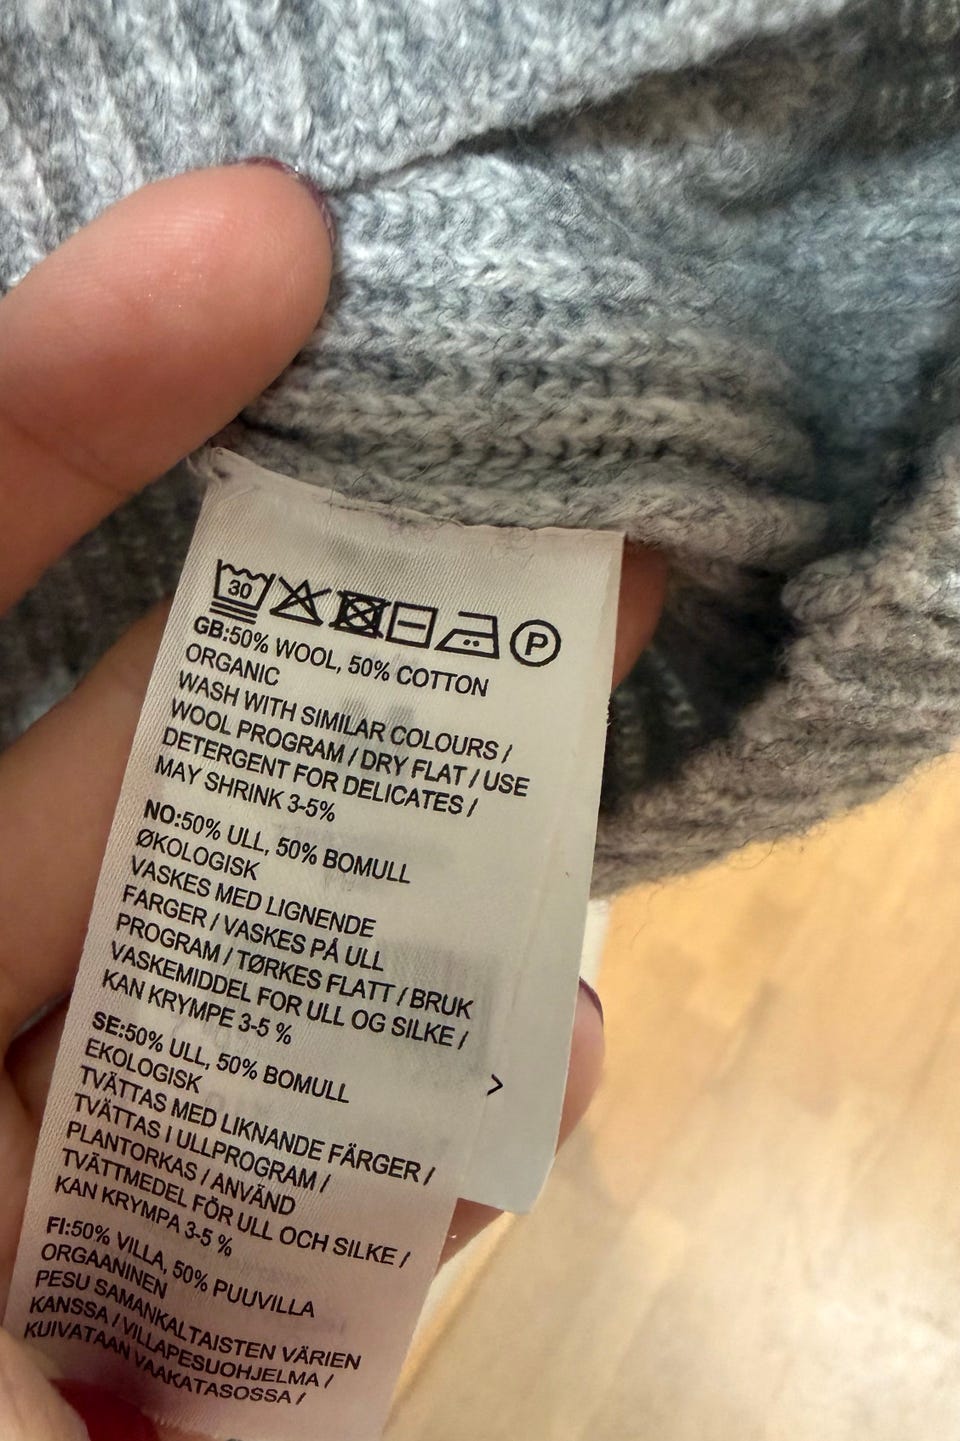 30 P
GB:50% WOOL, 50% COTTON
ORGANIC
WASH WITH SIMILAR COLOURS /
WOOL PROGRAM / DRY FLAT / USE
DETERGENT FOR DELICATES /
MAY SHRINK 3-5%
NO:50% ULL, 50% BOMULL
ØKOLOGISK
VASKES MED LIGNENDE
FARGER / VASKES PÅ ULL
PROGRAM / TØRKES FLATT / BRUK
VASKEMIDDEL FOR ULL OG SILKE /
KAN KRYMPE 3-5 %
SE:50% ULL, 50% BOMULL
EKOLOGISK
TVÄTTAS MED LIKNANDE FÄRGER /
TVÄTTAS I ULLPROGRAM /
PLANTORKAS / ANVÄND
TVÄTTMEDEL FÖR ULL OCH SILKE /
KAN KRYMPA 3-5 %
FI:50% VILLA, 50% PUUVILLA
ORGAANINEN
PESU SAMANKALTAISTEN VÄRIEN
KANSSA / VILLAPESUOHJELMA /
KUIVATAAN VAAKATASOSSA /
>